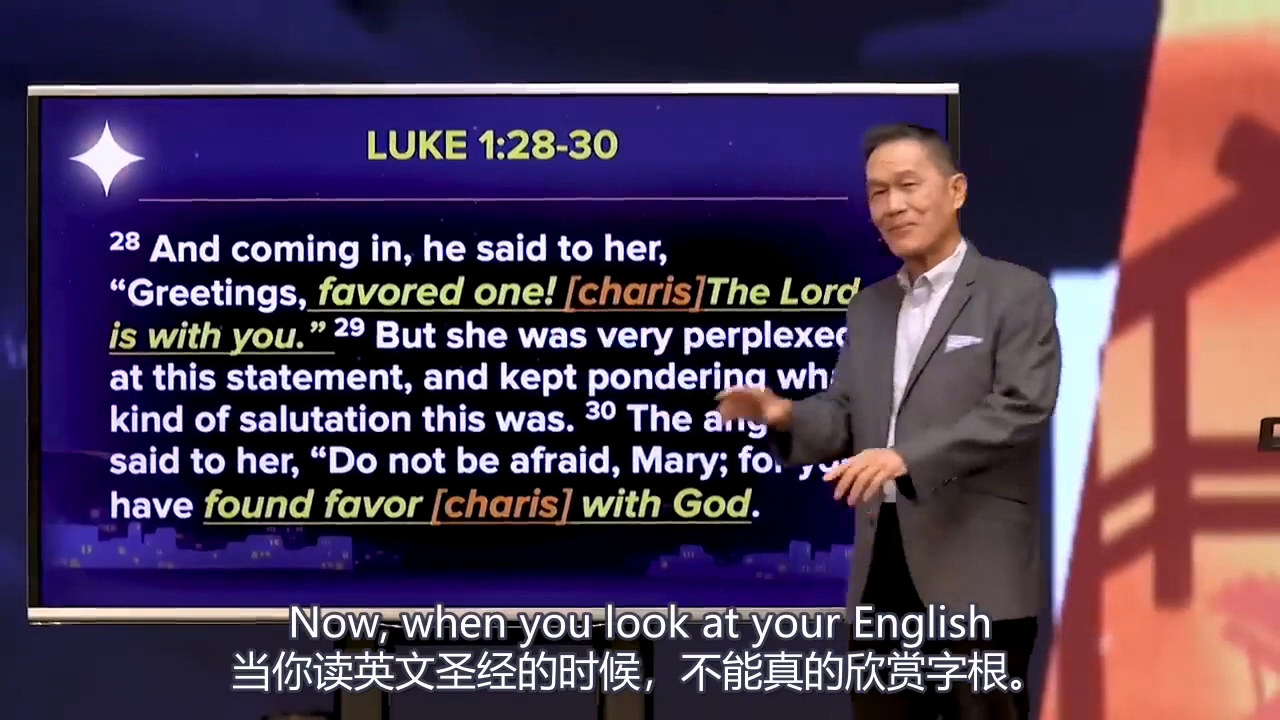 LUKE 1:28-30
28 And coming in, he said to her,
“Greetings, favored one! [charis]The Lord
is with you.” 29 But she was very perplexed
at this statement, and kept pondering
kind of salutation this was. 30 The
said to her, “Do not be afraid, Mary; for
have found favor [charis] with God.
Now, when you look at your English
当你读英文圣经的时候，不能真的欣赏字根。